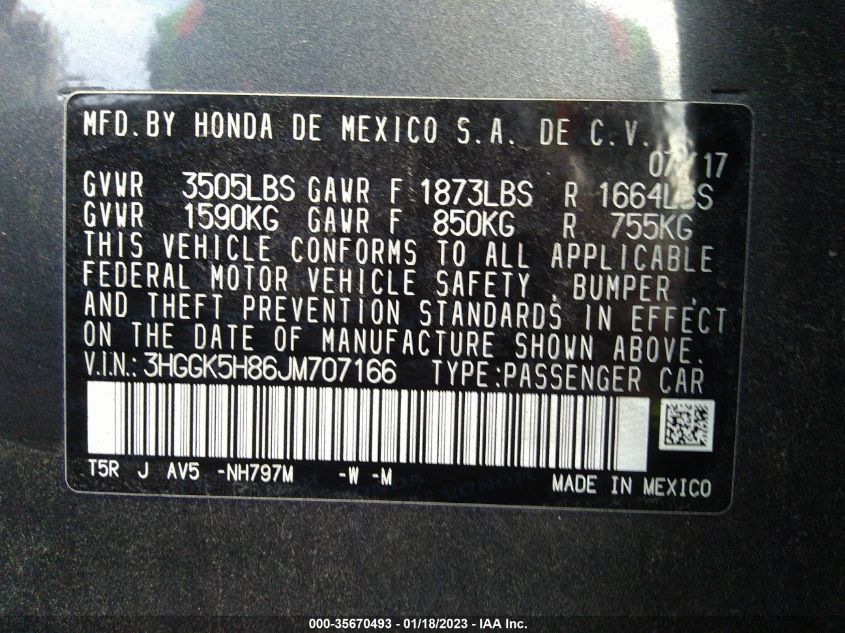 MFD. BY HONDA DE MEXICO S.A. DE C.V.
07/17
GVWR 3505LBS GAWR F 1873LBS R 1664LBS
GVWR 1590KG GAWR F 850KG R 755KG
THIS VEHICLE CONFORMS TO ALL APPLICABLE
FEDERAL MOTOR VEHICLE SAFETY , BUMPER ,
AND THEFT PREVENTION STANDARDS IN EFFECT
ON THE DATE OF MANUFACTURE SHOWN ABOVE.
V.I.N.: 3HGGK5H86JM707166 TYPE:PASSENGER CAR
T5R J AV5 -NH797M -W -M
MADE IN MEXICO
000-35670493 — 01/18/2023 — IAA Inc.